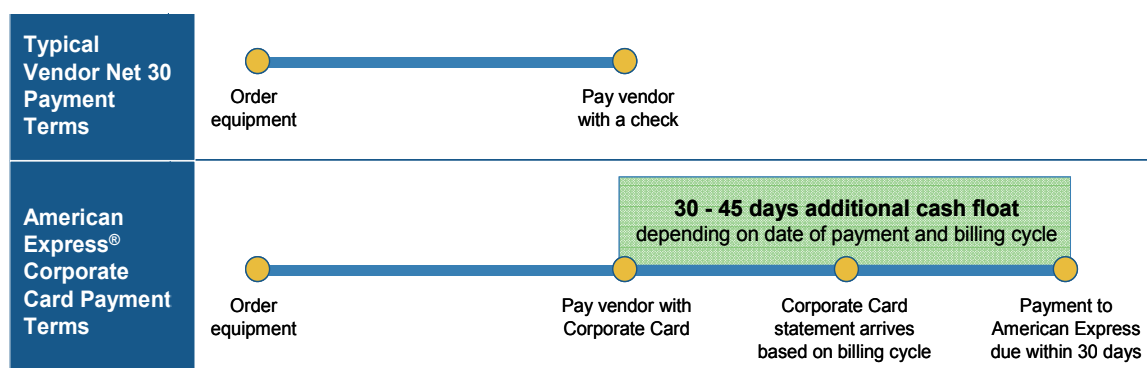 Typical
Vendor Net 30
Payment
Terms
Order
equipment
Pay vendor
with a check
American
Express®
Corporate
Card Payment
Terms
30 - 45 days additional cash float
depending on date of payment and billing cycle
Order
equipment
Pay vendor with
Corporate Card
Corporate Card
statement arrives
based on billing cycle
Payment to
American Express
due within 30 days